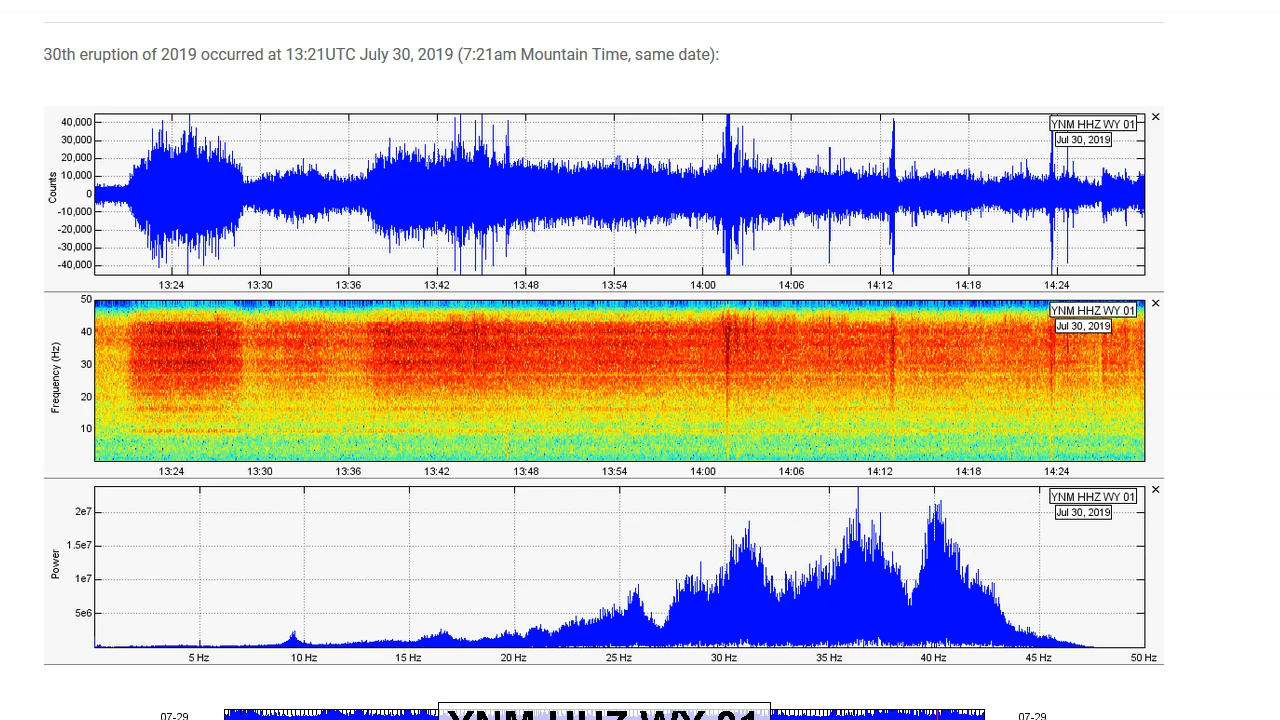 30th eruption of 2019 occurred at 13:21UTC July 30, 2019 (7:21am Mountain Time, same date):
YNM HHZ WY 01
Jul 30, 2019
Counts
40,000
30,000
20,000
10,000
0
-10,000
-20,000
-30,000
-40,000
13:24 13:30 13:36 13:42 13:48 13:54 14:00 14:06 14:12 14:18 14:24
YNM HHZ WY 01
Jul 30, 2019
Frequency (Hz)
50
40
30
20
10
13:24 13:30 13:36 13:42 13:48 13:54 14:00 14:06 14:12 14:18 14:24
YNM HHZ WY 01
Jul 30, 2019
Power
2e7
1.5e7
1e7
5e6
5 Hz 10 Hz 15 Hz 20 Hz 25 Hz 30 Hz 35 Hz 40 Hz 45 Hz 50 Hz
YNM HHZ WY 01
07-29 07-29